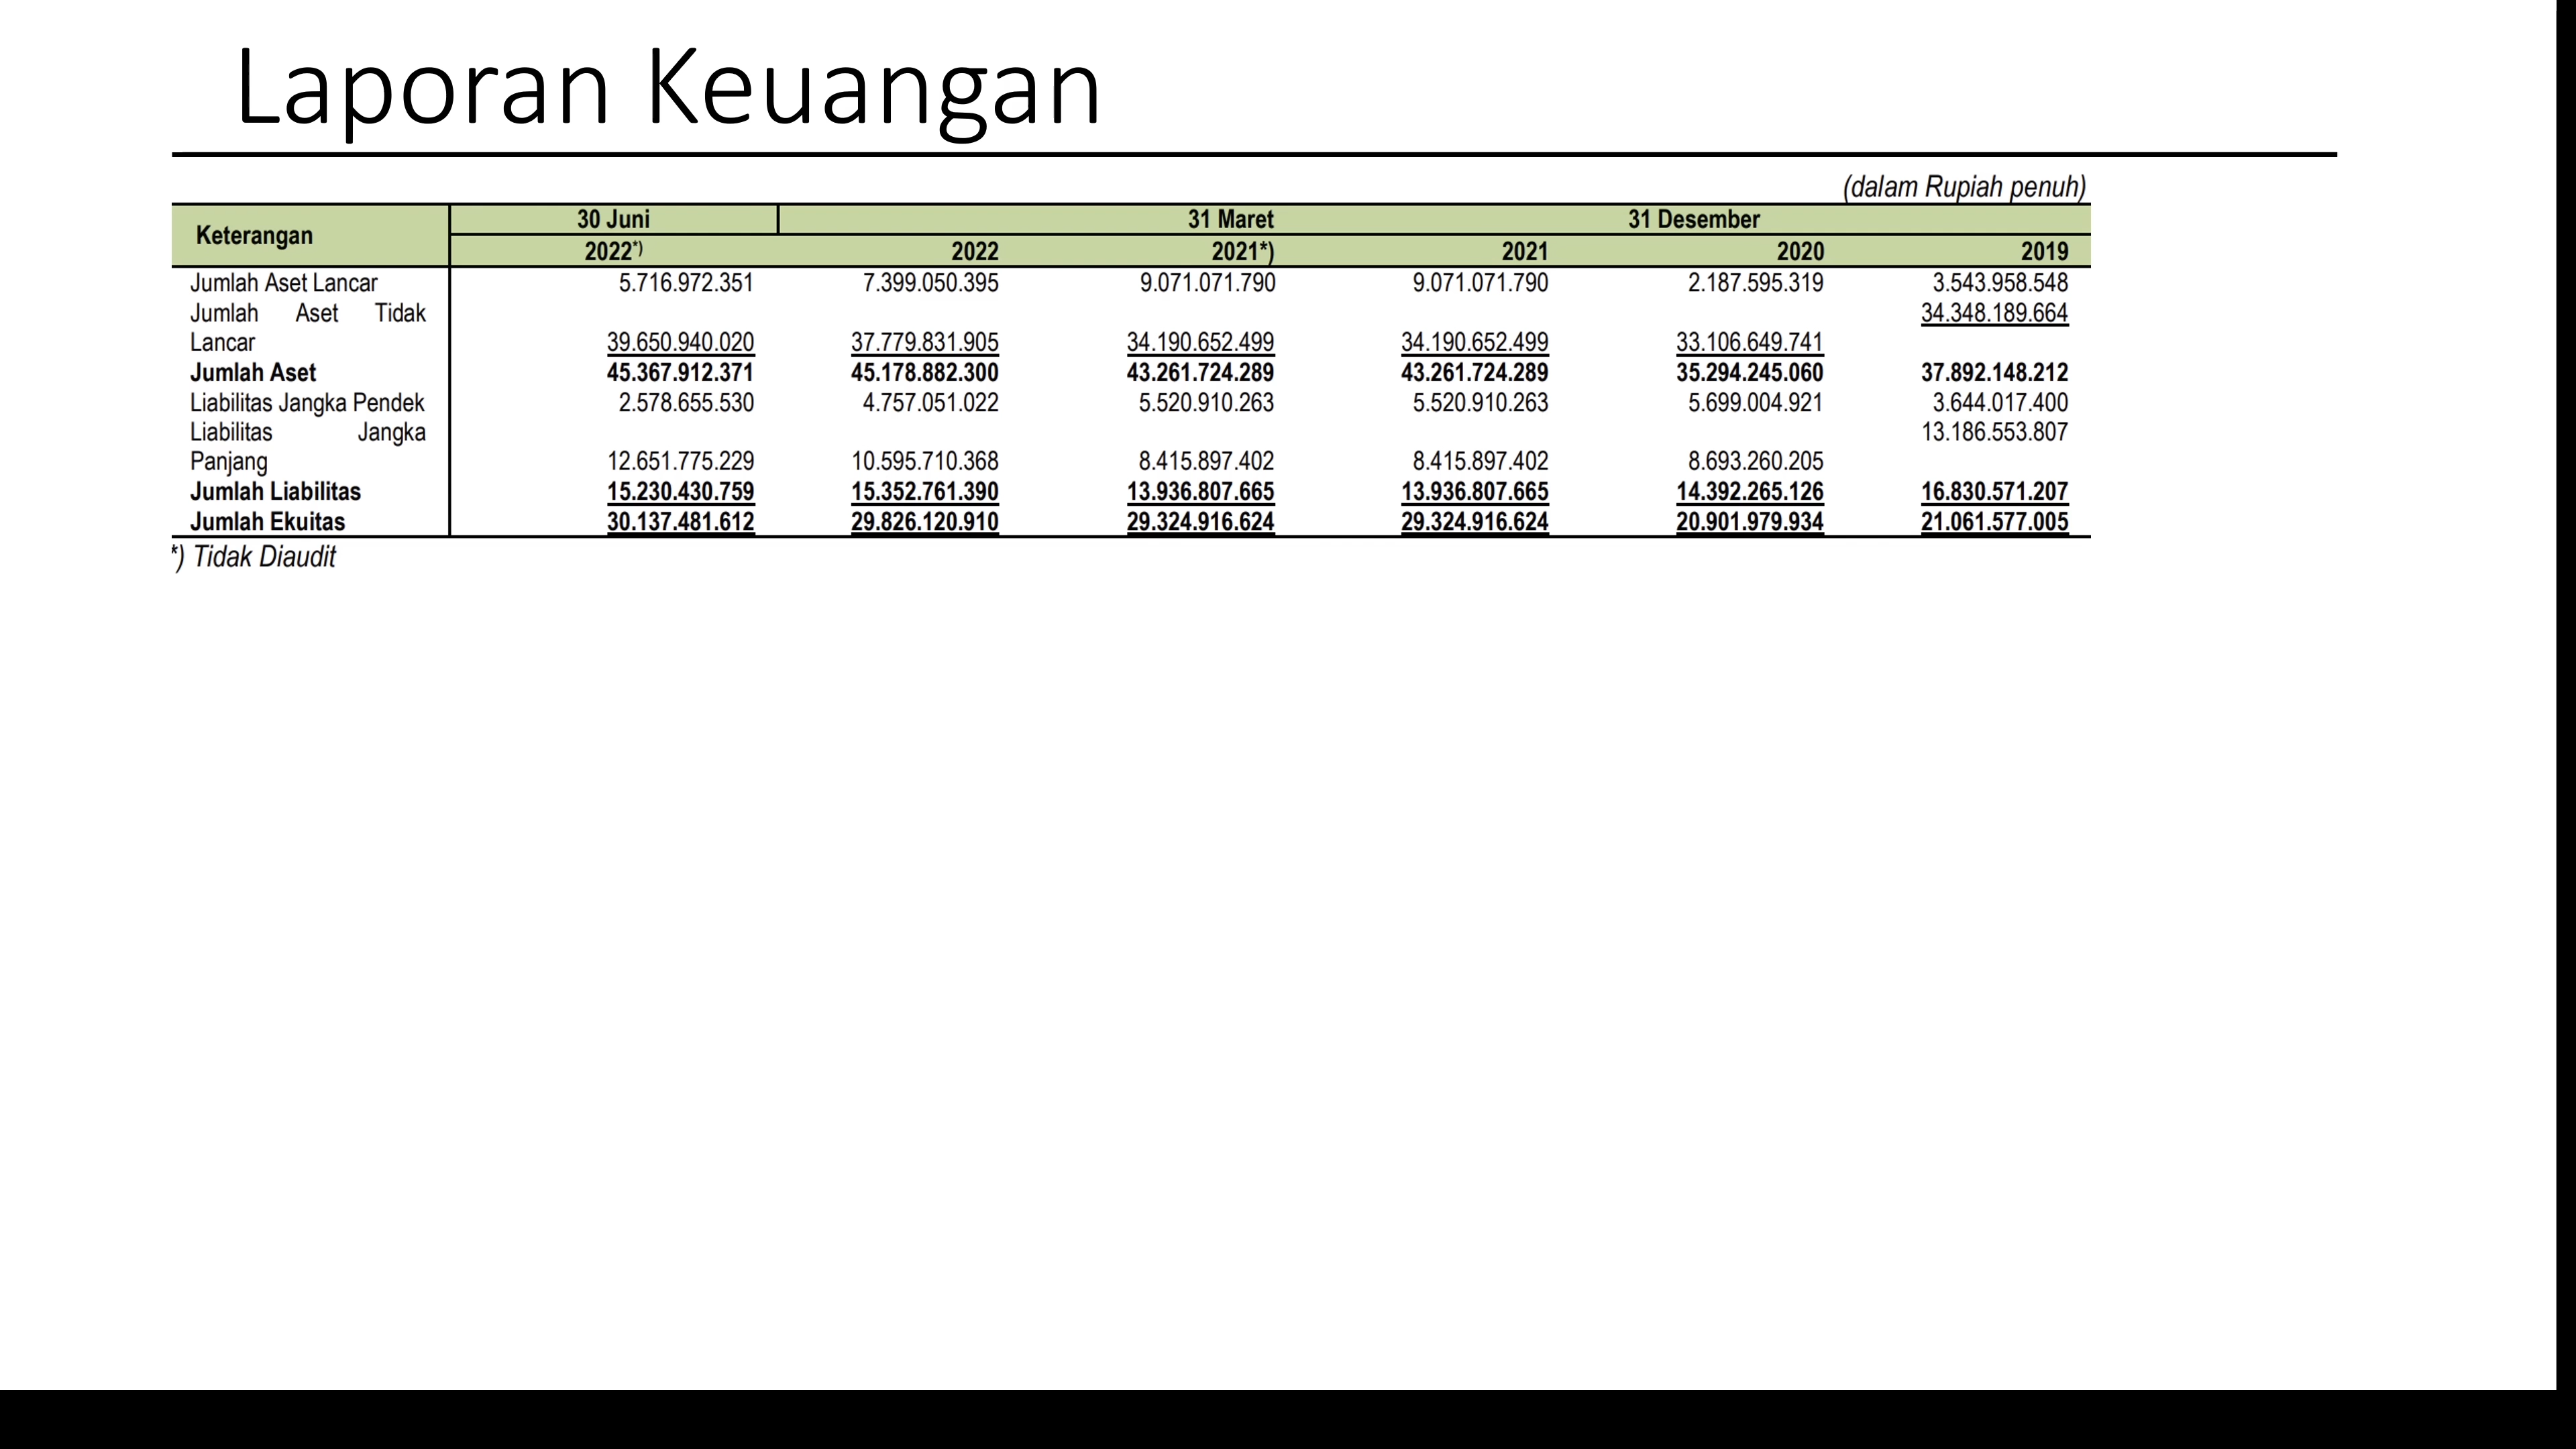 Laporan Keuangan
(dalam Rupiah penuh)
Keterangan 30 Juni 31 Maret 31 Desember
2022*) 2022 2021*) 2021 2020 2019
Jumlah Aset Lancar 5.716.972.351 7.399.050.395 9.071.071.790 9.071.071.790 2.187.595.319 3.543.958.548
Jumlah Aset Tidak 34.348.189.664
Lancar 39.650.940.020 37.779.831.905 34.190.652.499 34.190.652.499 33.106.649.741
Jumlah Aset 45.367.912.371 45.178.882.300 43.261.724.289 43.261.724.289 35.294.245.060 37.892.148.212
Liabilitas Jangka Pendek 2.578.655.530 4.757.051.022 5.520.910.263 5.520.910.263 5.699.004.921 3.644.017.400
Liabilitas Jangka 13.186.553.807
Panjang 12.651.775.229 10.595.710.368 8.415.897.402 8.415.897.402 8.693.260.205
Jumlah Liabilitas 15.230.430.759 15.352.761.390 13.936.807.665 13.936.807.665 14.392.265.126 16.830.571.207
Jumlah Ekuitas 30.137.481.612 29.826.120.910 29.324.916.624 29.324.916.624 20.901.979.934 21.061.577.005
*) Tidak Diaudit